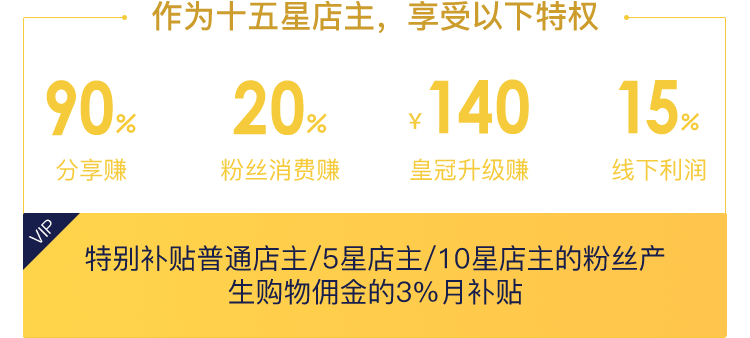 作为十五星店主，享受以下特权
90% 20% ¥140 15%
分享赚 粉丝消费赚 皇冠升级赚 线下利润
VIP
特别补贴普通店主/5星店主/10星店主的粉丝产
生购物佣金的3%月补贴